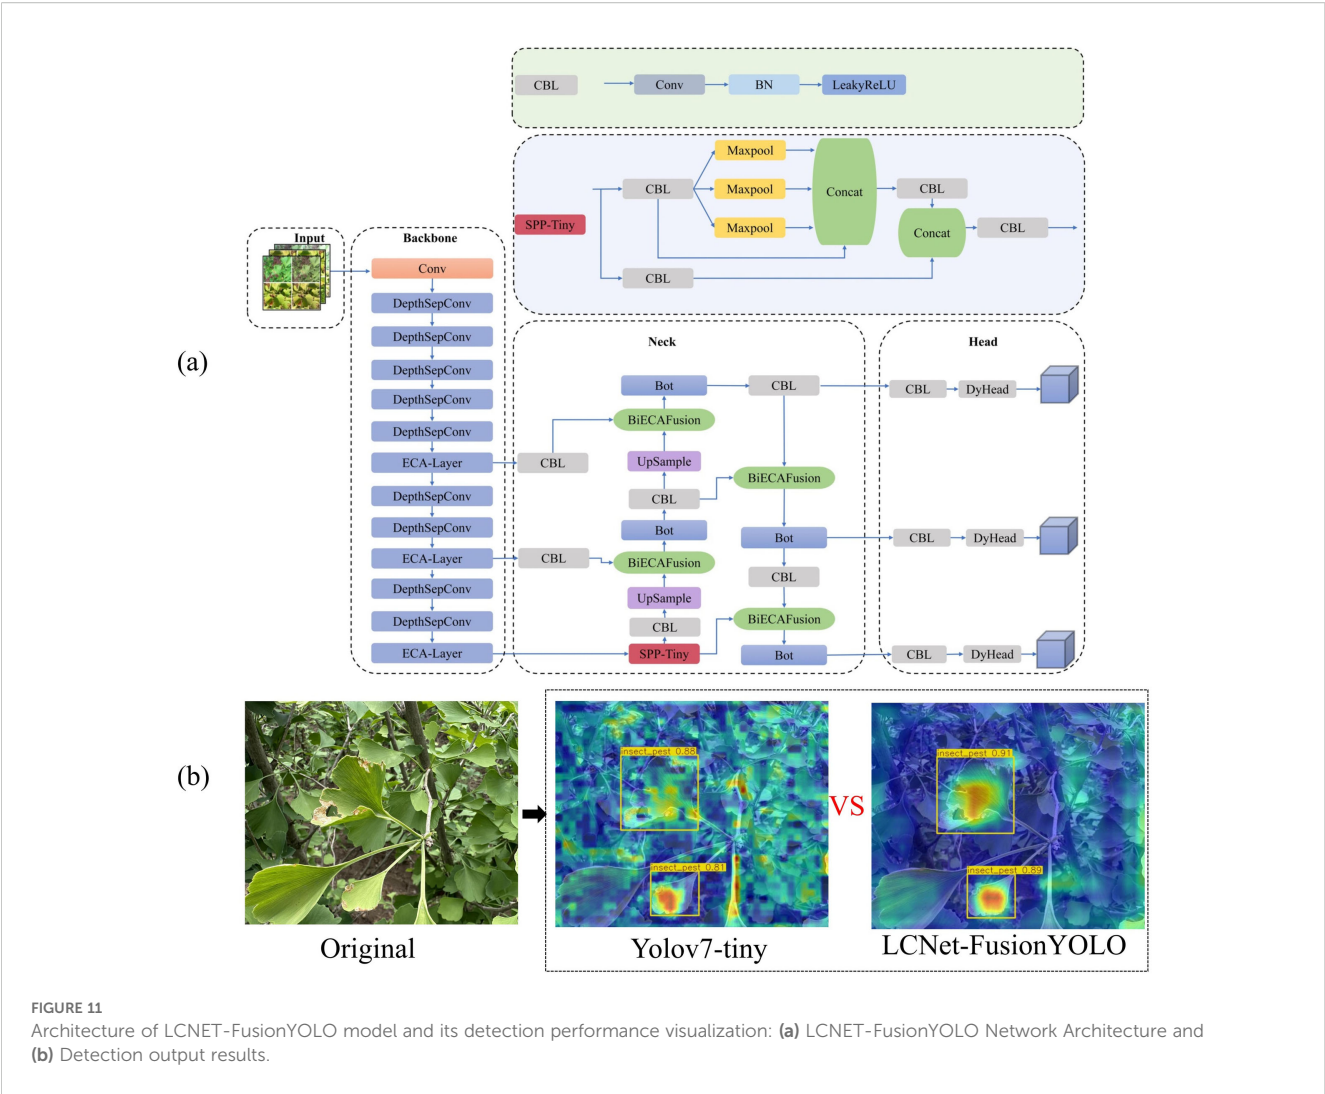 CBL
Conv
BN
LeakyReLU
Maxpool
CBL
Maxpool
Concat
CBL
SPP-Tiny
Maxpool
Concat
CBL
CBL
Input
Backbone
Conv
DepthSepConv
DepthSepConv
DepthSepConv
DepthSepConv
DepthSepConv
ECA-Layer
DepthSepConv
DepthSepConv
ECA-Layer
DepthSepConv
DepthSepConv
ECA-Layer
(a)
Neck
Bot
CBL
BiECAFusion
CBL
UpSample
BiECAFusion
CBL
Bot
Bot
CBL
BiECAFusion
CBL
UpSample
BiECAFusion
CBL
SPP-Tiny
Bot
Head
CBL
DyHead
CBL
DyHead
CBL
DyHead
(b)
insect_pest 0.88
insect_pest 0.81
VS
insect_pest 0.91
insect_pest 0.89
Original
Yolov7-tiny
LCNet-FusionYOLO
FIGURE 11
Architecture of LCNET-FusionYOLO model and its detection performance visualization: (a) LCNET-FusionYOLO Network Architecture and
(b) Detection output results.